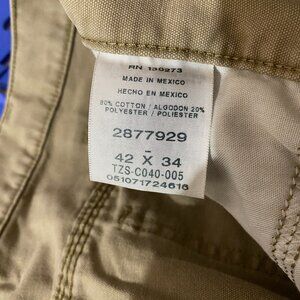 RN 130273
MADE IN MEXICO
HECHO EN MEXICO
80% COTTON / ALGODON 20%
POLYESTER / POLIESTER
2877929
-
42 X 34
TZS-C040-005
051071724616